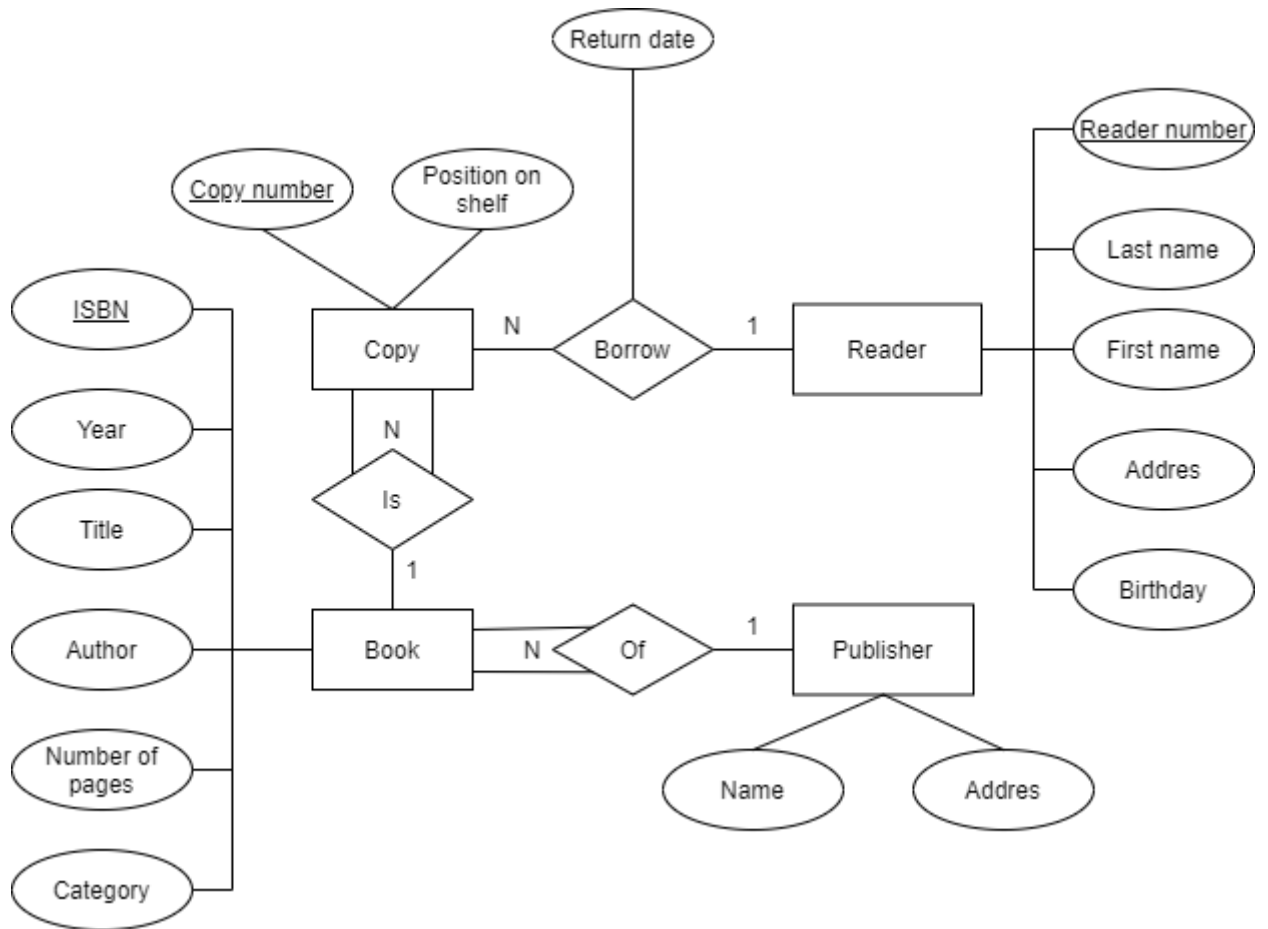 Return date
Reader number
Copy number
Position on
shelf
Last name
ISBN
Copy
N
Borrow
1
Reader
First name
Year
N
Addres
Is
Title
1
Birthday
Author
Book
N
Of
1
Publisher
Number of
pages
Name
Addres
Category